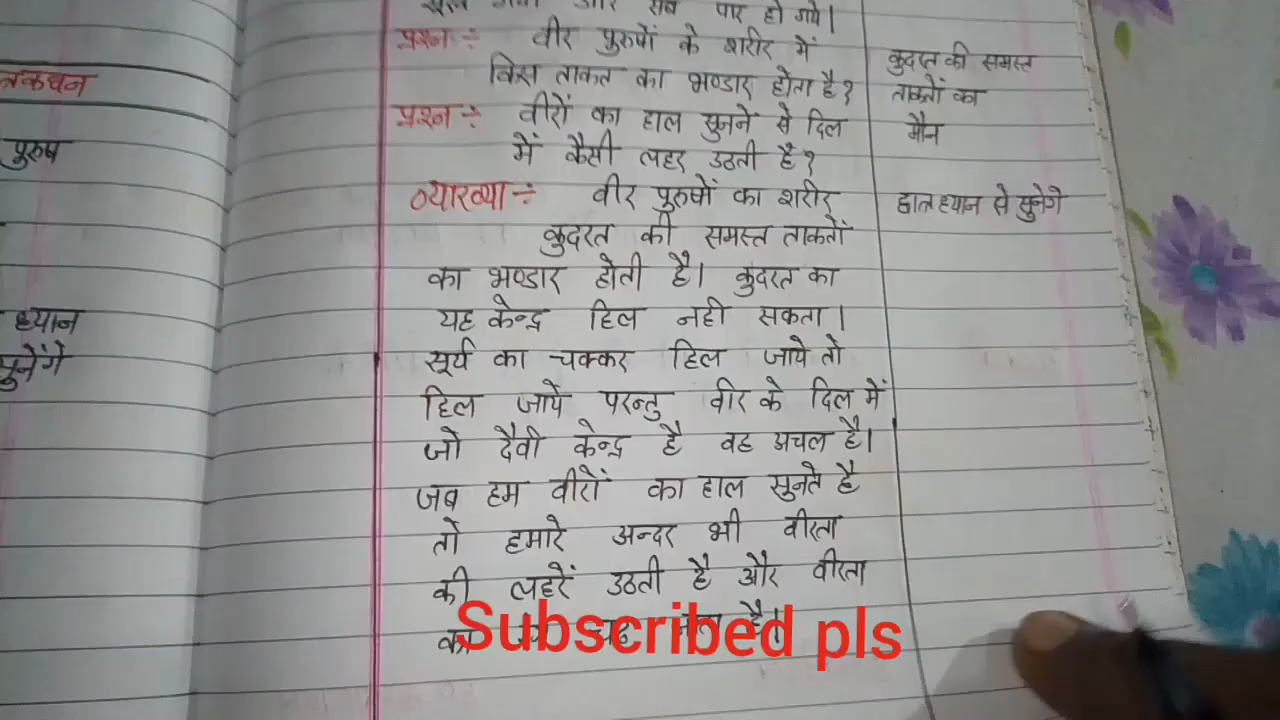 पार हो गये।
प्रश्न ÷ वीर पुरुषों के शरीर में
किस ताकत का भण्डार होता है?
प्रश्न ÷ वीरों का हाल सुनने से दिल
में कैसी लहर उठती है?
व्याख्या ÷ वीर पुरुषों का शरीर
कुदरत की समस्त ताकतों
का भण्डार होती है। कुदरत का
यह केन्द्र हिल नही सकता।
सूर्य का चक्कर हिल जाये तो
हिल जाये परन्तु वीर के दिल में
जो दैवी केन्द्र है वह अचल है।
जब हम वीरों का हाल सुनते है
तो हमारे अन्दर भी वीरता
की लहरें उठती है और वीरता
का है।
कुदरत की समस्त
ताकतों का
मौन
छात्र ध्यान से सुनेगे
पुरुष
ध्यान
सुनेंगे
Subscribed pls